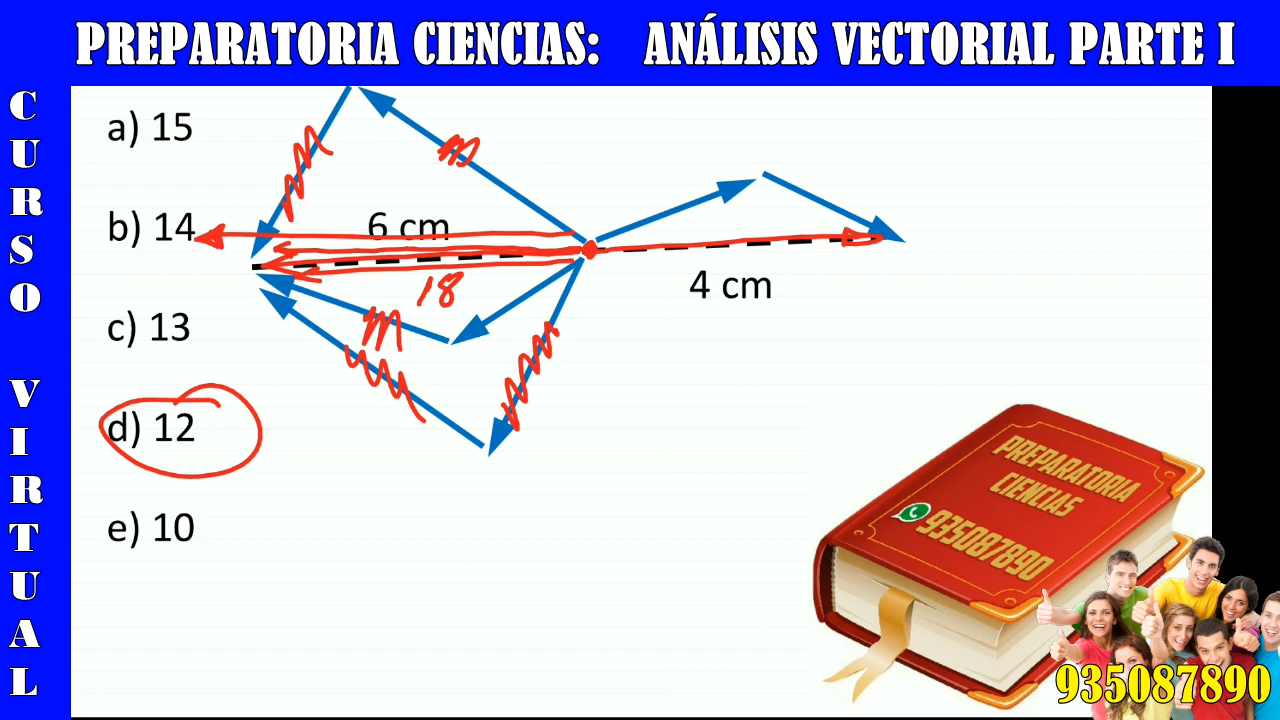 PREPARATORIA CIENCIAS: ANÁLISIS VECTORIAL PARTE I
CURSO VIRTUAL
a) 15
6 cm
b) 14
4 cm
18
c) 13
d) 12
e) 10
PREPARATORIA
CIENCIAS
935087890
935087890